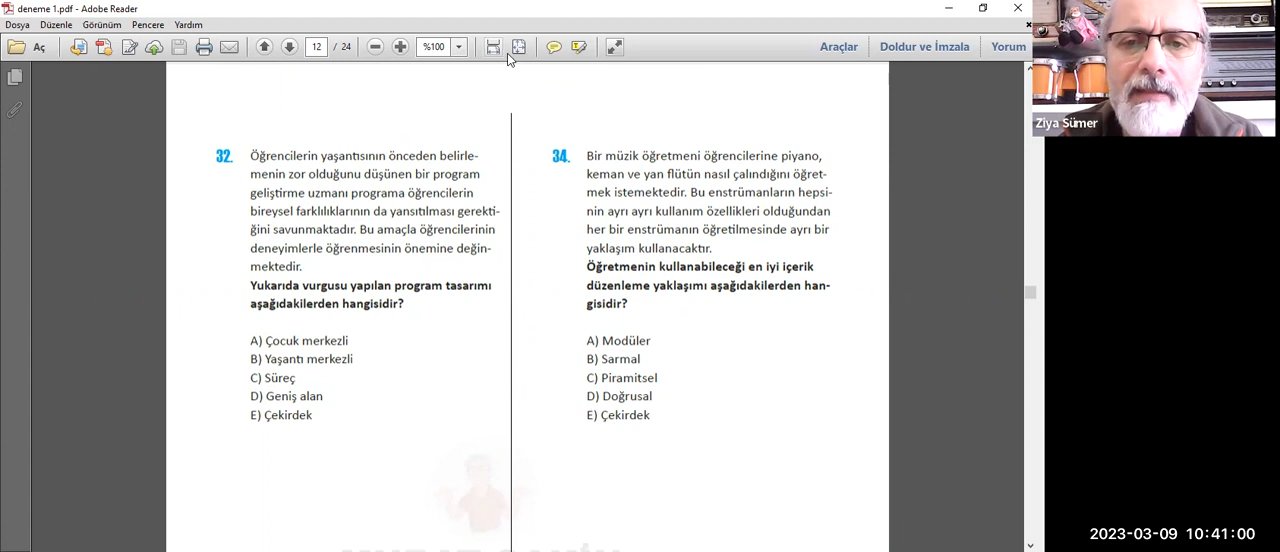 deneme 1.pdf - Adobe Reader
Dosya Düzenle Görünüm Pencere Yardım
Aç 12 / 24 %100 Araçlar Doldur ve İmzala Yorum
Ziya Sümer
32. Öğrencilerin yaşantısının önceden belirle-
menin zor olduğunu düşünen bir program
geliştirme uzmanı programa öğrencilerin
bireysel farklılıklarının da yansıtılması gerekti-
ğini savunmaktadır. Bu amaçla öğrencilerinin
deneyimlerle öğrenmesinin önemine değin-
mektedir.
Yukarıda vurgusu yapılan program tasarımı
aşağıdakilerden hangisidir?
A) Çocuk merkezli
B) Yaşantı merkezli
C) Süreç
D) Geniş alan
E) Çekirdek
34. Bir müzik öğretmeni öğrencilerine piyano,
keman ve yan flütün nasıl çalındığını öğret-
mek istemektedir. Bu enstrümanların hepsi-
nin ayrı ayrı kullanım özellikleri olduğundan
her bir enstrümanın öğretilmesinde ayrı bir
yaklaşım kullanacaktır.
Öğretmenin kullanabileceği en iyi içerik
düzenleme yaklaşımı aşağıdakilerden han-
gisidir?
A) Modüler
B) Sarmal
C) Piramitsel
D) Doğrusal
E) Çekirdek
2023-03-09 10:41:00